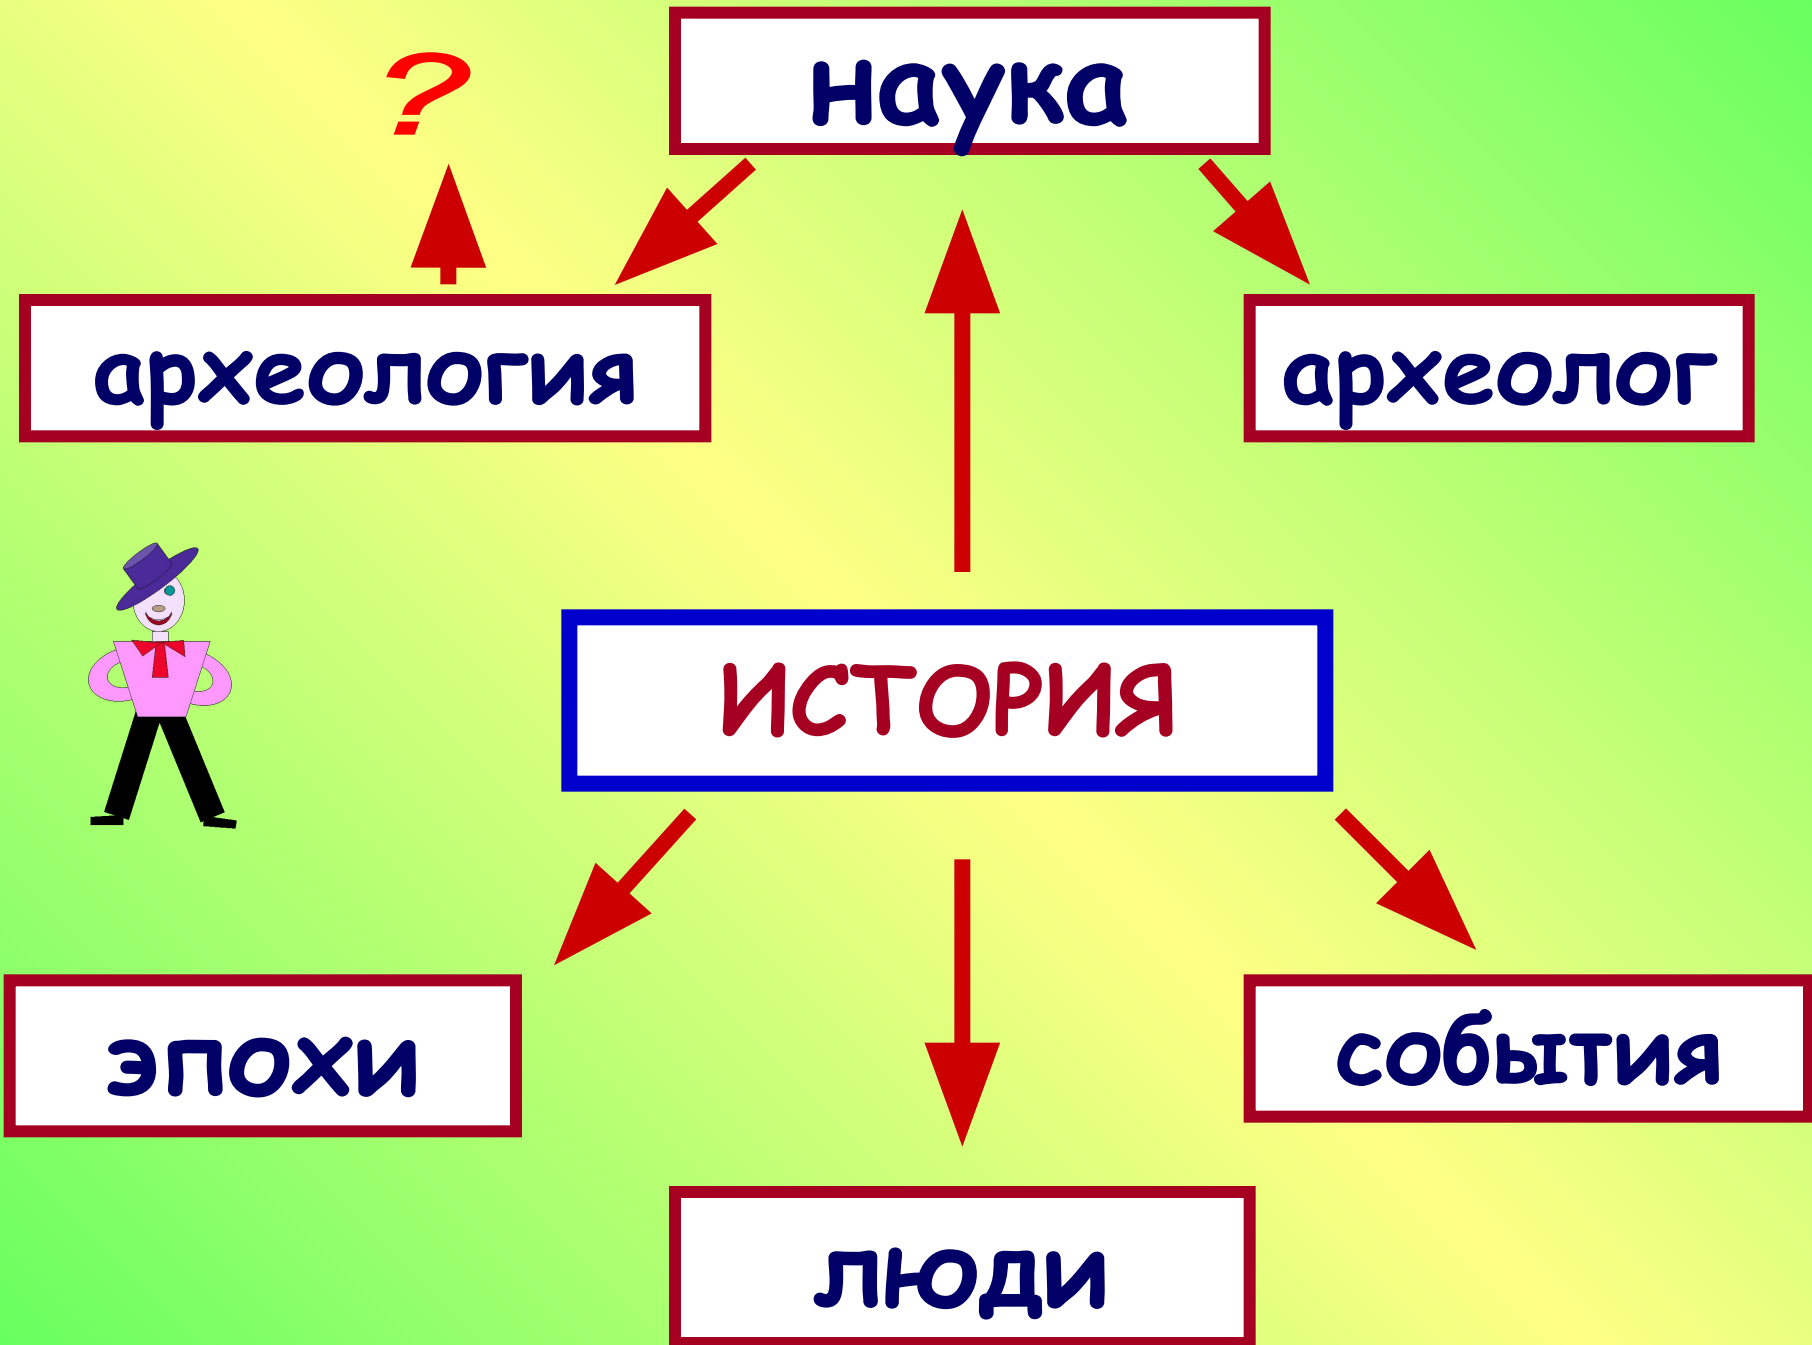 ?
наука
археология
археолог
ИСТОРИЯ
эпохи
события
люди